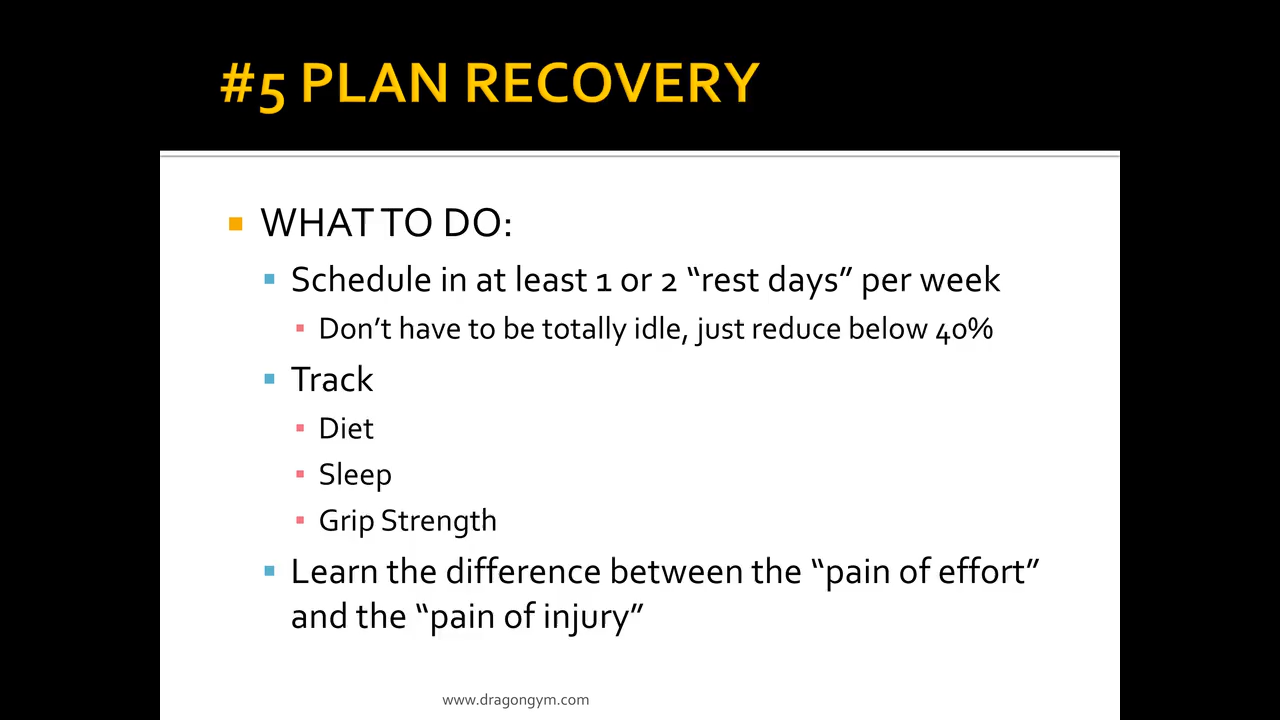 #5 PLAN RECOVERY
WHAT TO DO:
Schedule in at least 1 or 2 “rest days” per week
Don’t have to be totally idle, just reduce below 40%
Track
Diet
Sleep
Grip Strength
Learn the difference between the “pain of effort”
and the “pain of injury”
www.dragongym.com